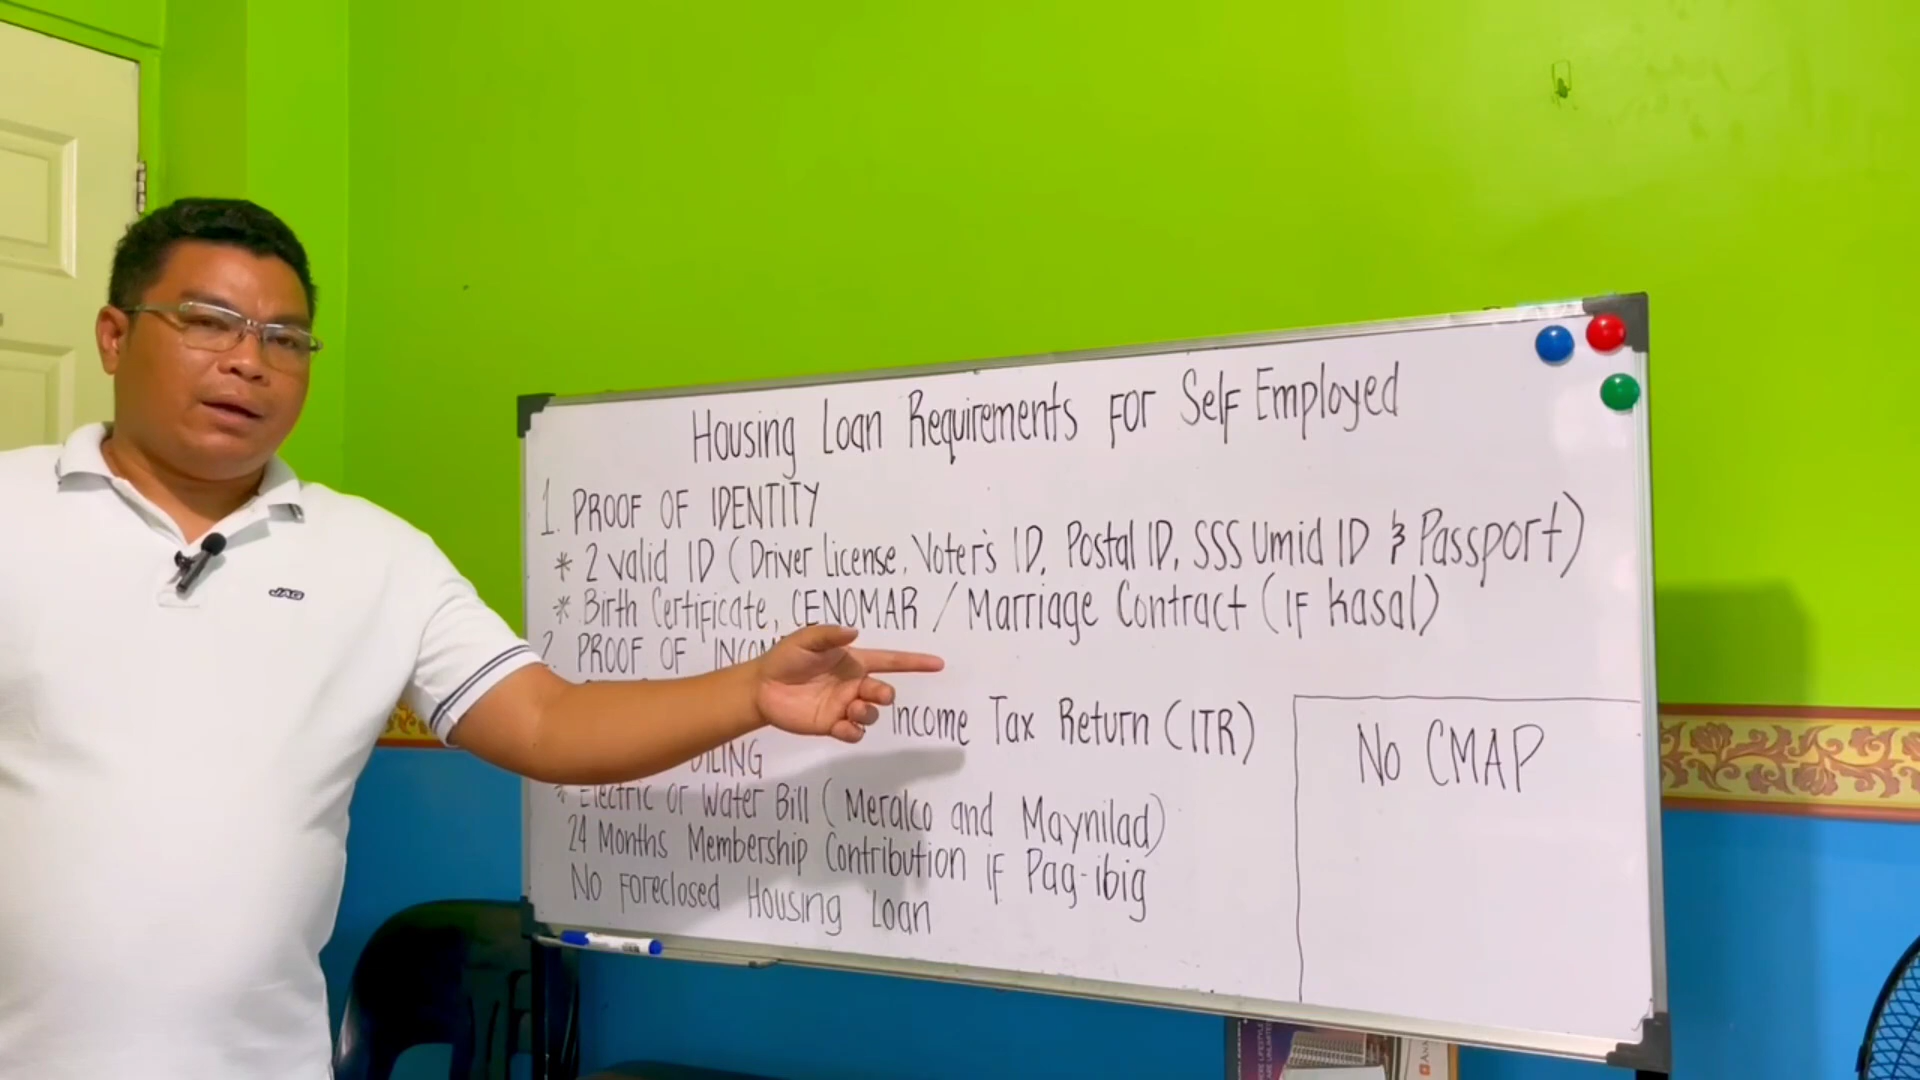 Housing Loan Requirements For Self Employed
1. PROOF OF IDENTITY
* 2 valid ID (Driver License, Voter's ID, Postal ID, SSS Umid ID & Passport)
* Birth Certificate, CENOMAR / Marriage Contract (IF kasal)
2. PROOF OF
Income Tax Return (ITR)
* Electric or Water Bill (Meralco and Maynilad)
24 Months Membership Contribution IF Pag-ibig
No Foreclosed Housing Loan
No CMAP
JAG